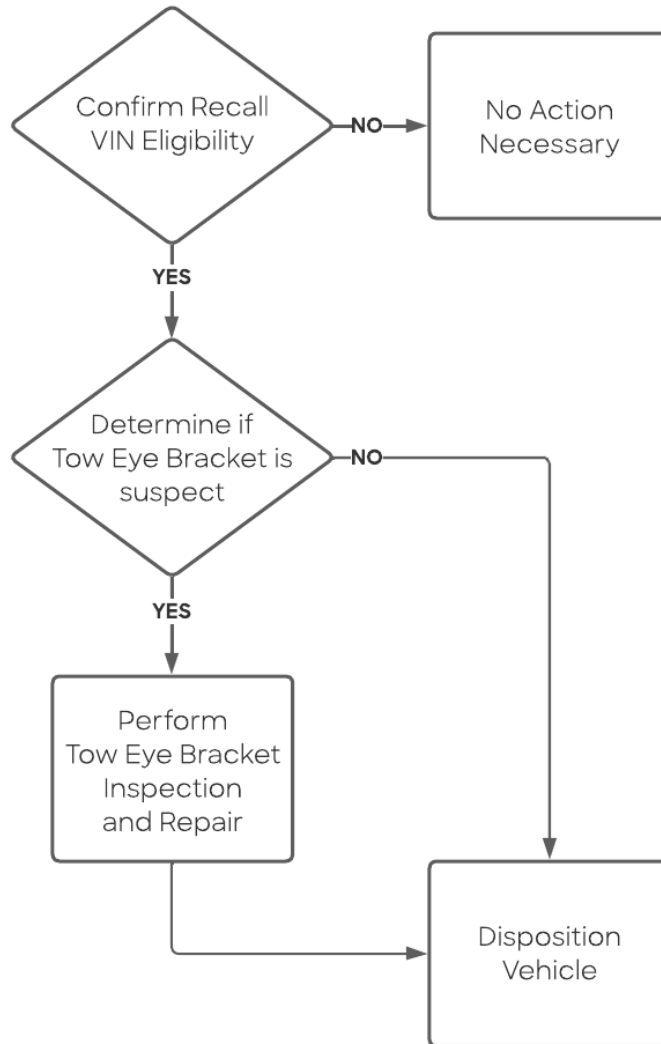 Confirm Recall
VIN Eligibility
NO
No Action
Necessary
YES
Determine if
Tow Eye Bracket is
suspect
NO
YES
Perform
Tow Eye Bracket
Inspection
and Repair
Disposition
Vehicle